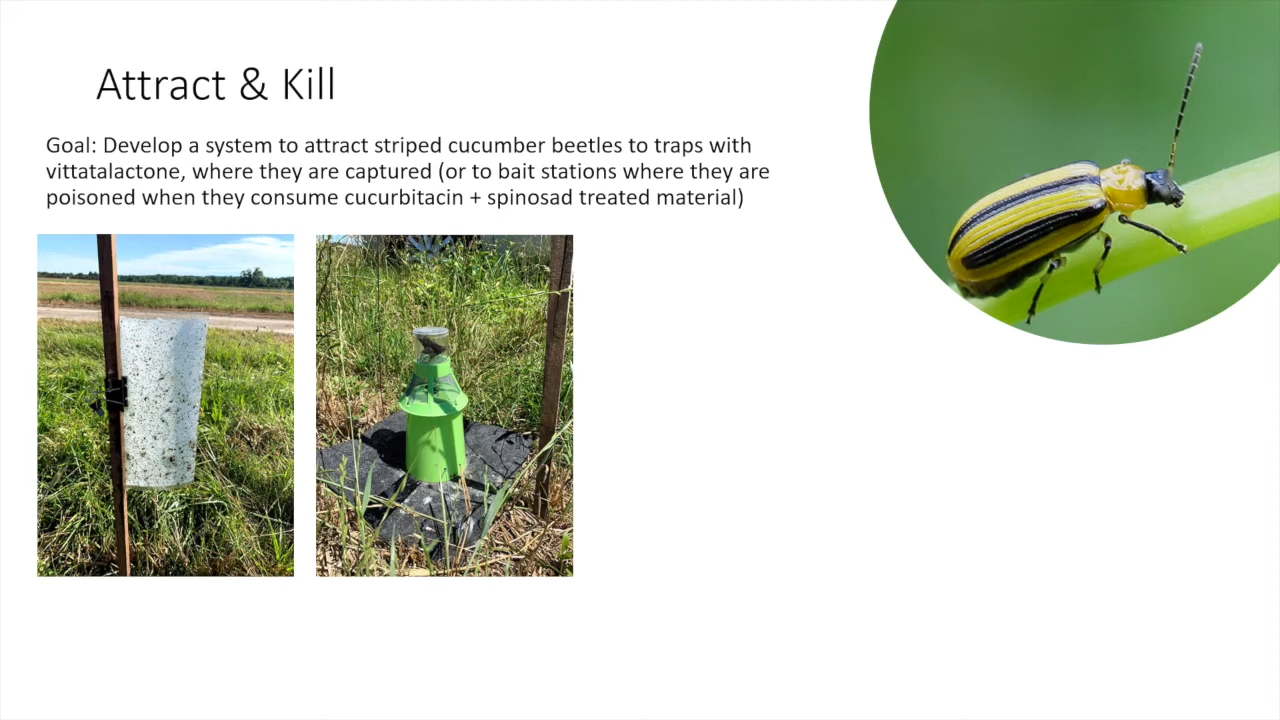 Attract & Kill
Goal: Develop a system to attract striped cucumber beetles to traps with
vittatalactone, where they are captured (or to bait stations where they are
poisoned when they consume cucurbitacin + spinosad treated material)